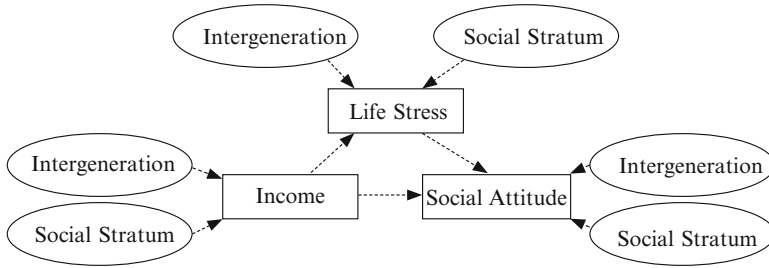 Intergeneration
Social Stratum
Life Stress
Intergeneration
Intergeneration
Income
Social Attitude
Social Stratum
Social Stratum